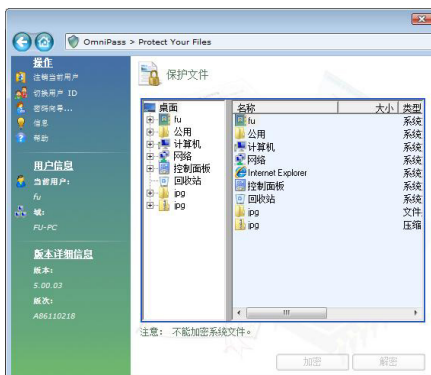 OmniPass > Protect Your Files
操作
注销当前用户
切换用户 ID
密码向导...
信息
帮助
用户信息
当前用户:
fu
域:
FU-PC
版本详细信息
版本:
5.00.03
版次:
AB6110218
保护文件
桌面
fu
公用
计算机
网络
控制面板
回收站
jpg
jpg
名称 大小 类型
fu 系统
公用 系统
计算机 系统
网络 系统
Internet Explorer 系统
控制面板 系统
回收站 系统
jpg 文件
jpg 压缩
注意: 不能加密系统文件。
加密 解密